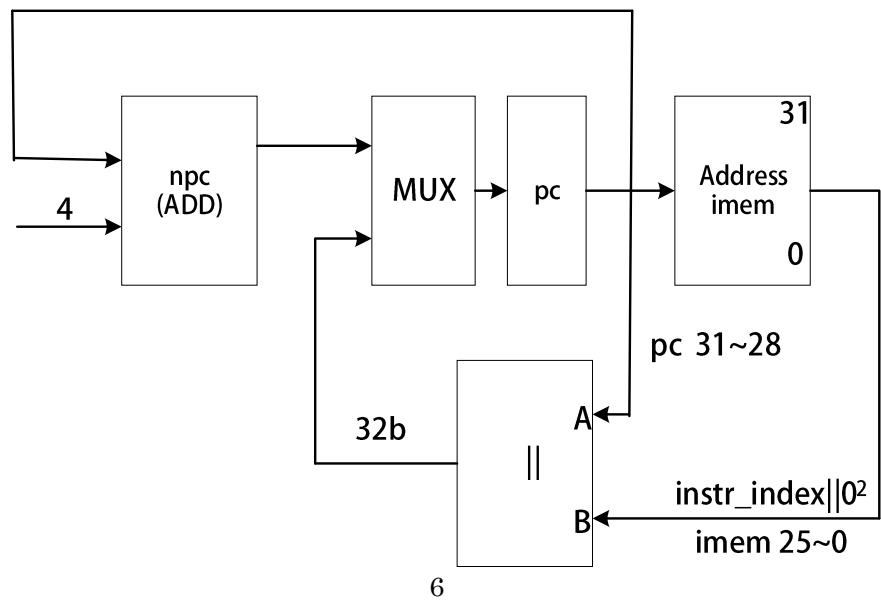 4
npc
(ADD)
MUX
pc
31
Address
imem
0
pc 31~28
32b
A
||
B
instr_index||0²
imem 25~0
6